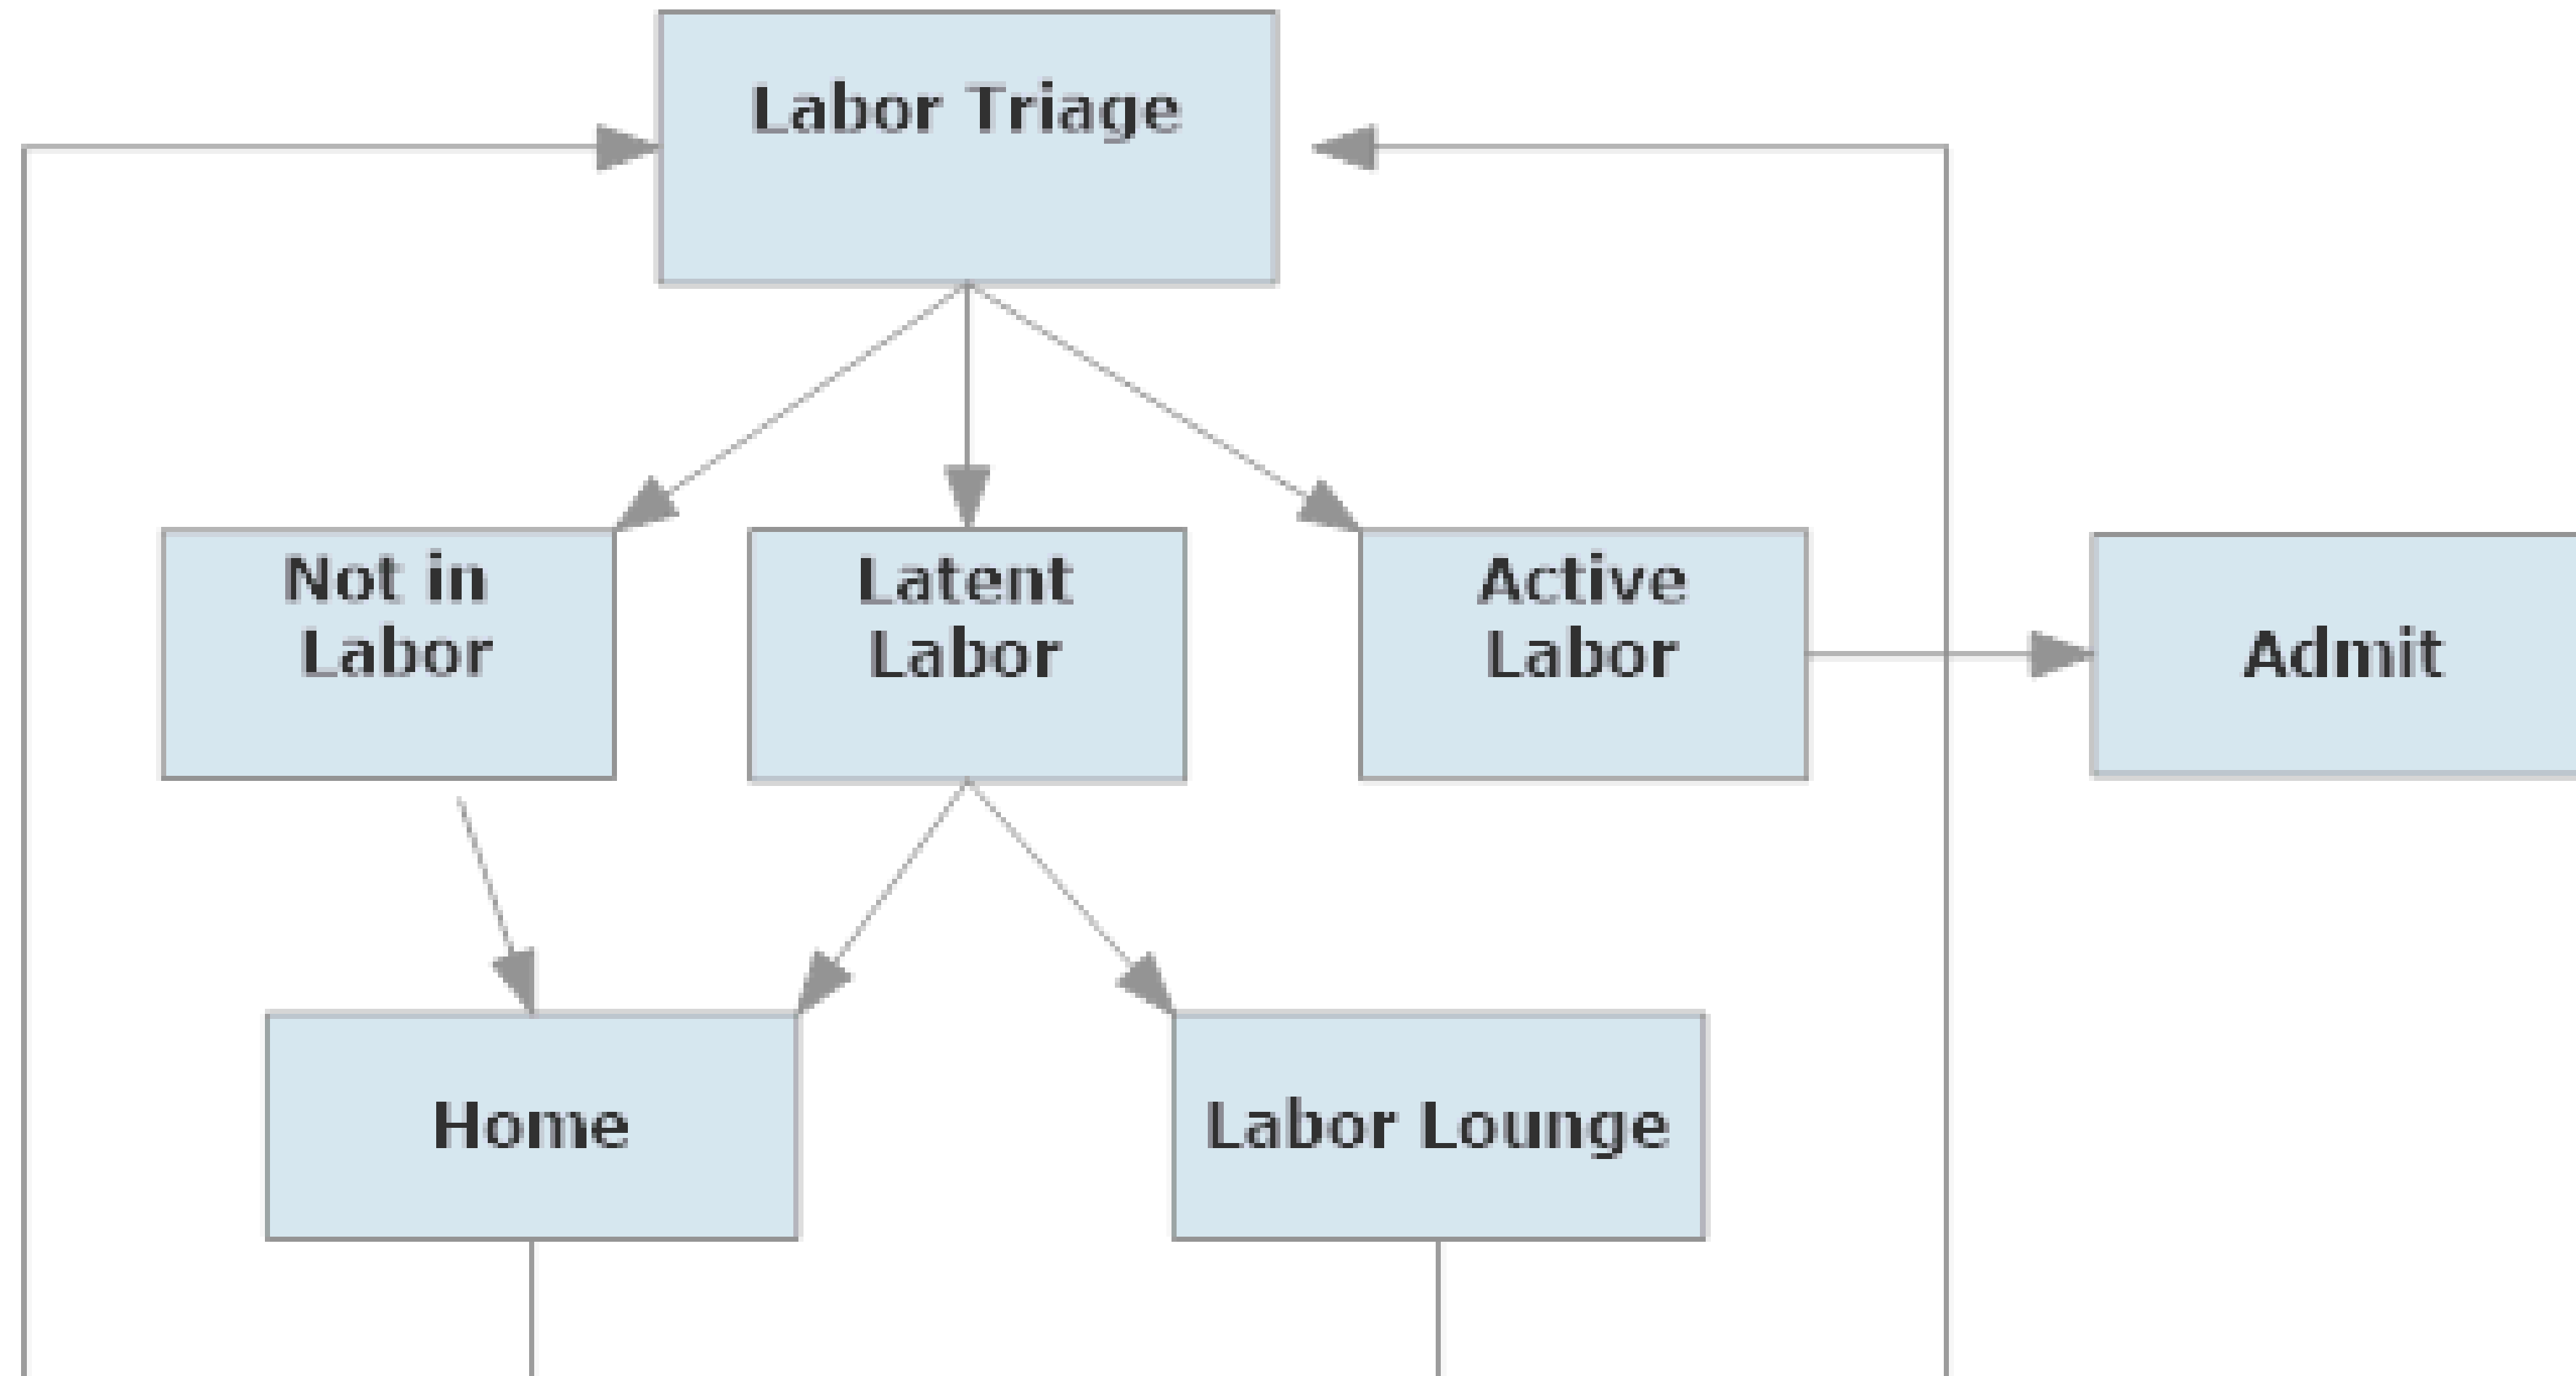 Labor Triage
Not in
Labor
Latent
Labor
Active
Labor
Admit
Home
Labor Lounge